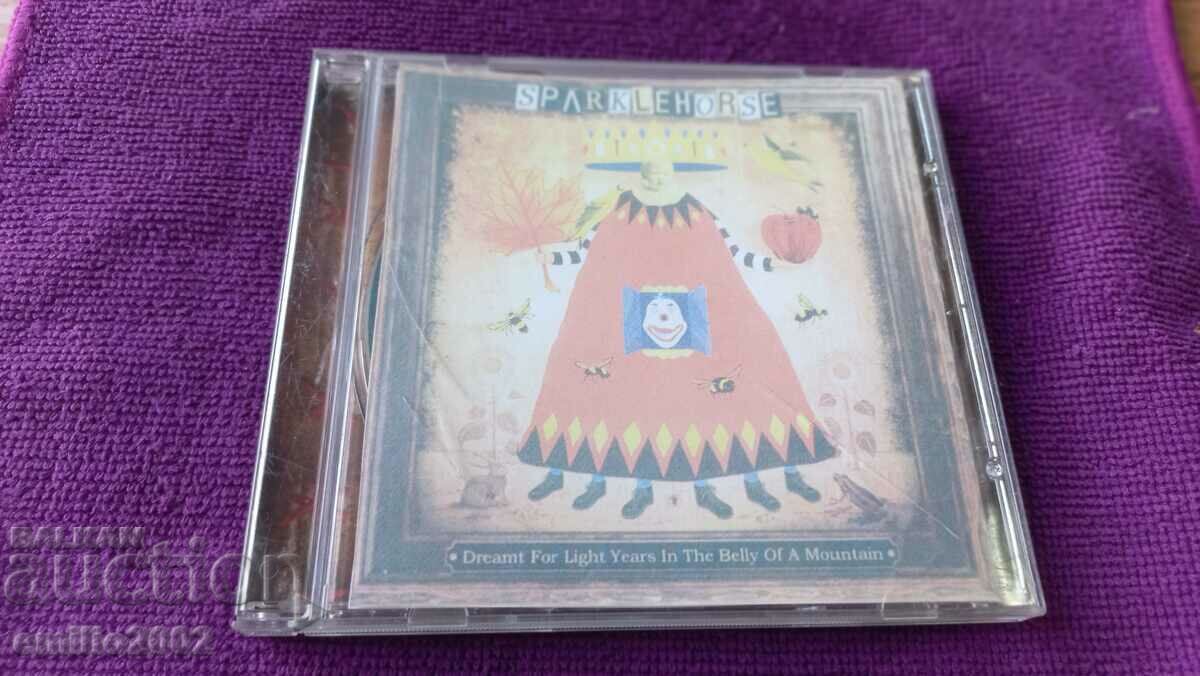 SPARKLEHORSE
• Dreamt For Light Years In The Belly Of A Mountain •
BALKAN
auction
emilio2002